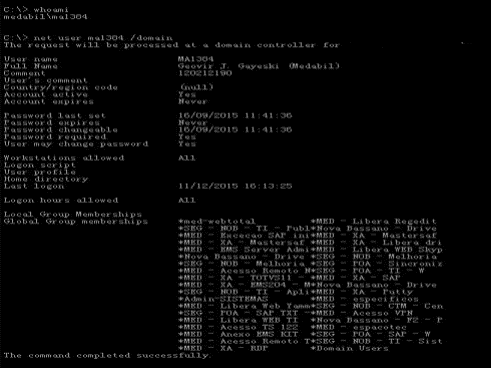 C:\> whoami
medabil\ma1384
C:\> net user ma1384 /domain
The request will be processed at a domain controller for
User name MA1384
Full Name Geovir J. Gayeski (Medabil)
Comment 120212190
User's comment
Country/region code (null)
Account active Yes
Account expires Never
Password last set 16/09/2015 11:41:36
Password expires Never
Password changeable 16/09/2015 11:41:36
Password required Yes
User may change password Yes
Workstations allowed All
Logon script
User profile
Home directory
Last logon 11/12/2015 16:13:25
Logon hours allowed All
Local Group Memberships
Global Group memberships *med-webtotal *MED - Libera Regedit
*SEG - NOB - TI - Publ*Nova Bassano - Drive
*MED - Excecao SAP ini*MED - XA - Mastersaf
*MED - XA - Mastersaf *MED - Libera dri
*MED - EMS Server Admi*MED - Libera WEB Skyp
*Nova Bassano - Drive *SEG - NOB - Melhoria
*SEG - NOB - Melhoria *SEG - FOA - Sincroniz
*MED - Acesso Remoto N*SEG - FOA - TI - W
*MED - XA - TOTVS11 - *MED - XA - SAP
*MED - XA - EMS204 - M*Nova Bassano - Drive
*SEG - NOB - TI - Apli*MED - XA - Putty
*Admin-SISTEMAS *MED - especificos
*MED - Libera Web Yamm*SEG - NOB - CTM - Cen
*SEG - FOA - SAP TXT -*MED - Acesso VPN
*MED - Libera WEB TI *Nova Bassano - F2 - P
*MED - Acesso TS 122 *MED - espacotec
*MED - Anexo EMS KIT *SEG - FOA - SAP - W
*MED - Acesso Remoto T*SEG - NOB - TI - Sist
*MED - XA - RDP *Domain Users
The command completed successfully.